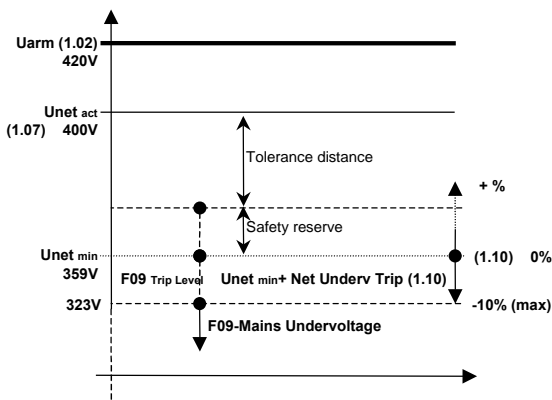 Uarm (1.02)
420V
Unet act
(1.07) 400V
Tolerance distance
+ %
Safety reserve
Unet min
359V
(1.10) 0%
F09 Trip Level Unet min+ Net Underv Trip (1.10)
323V
-10% (max)
F09-Mains Undervoltage